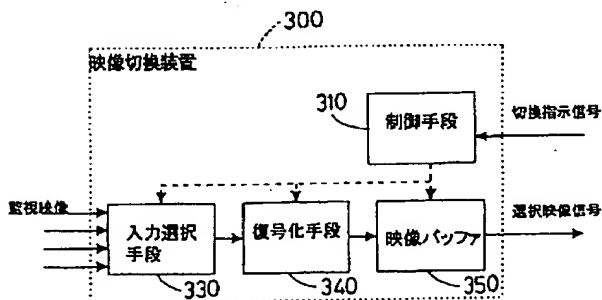 300
映像切換装置
310
制御手段
切換指示信号
監視映像
選択映像信号
入力選択
手段
復号化手段
映像バッファ
330
340
350